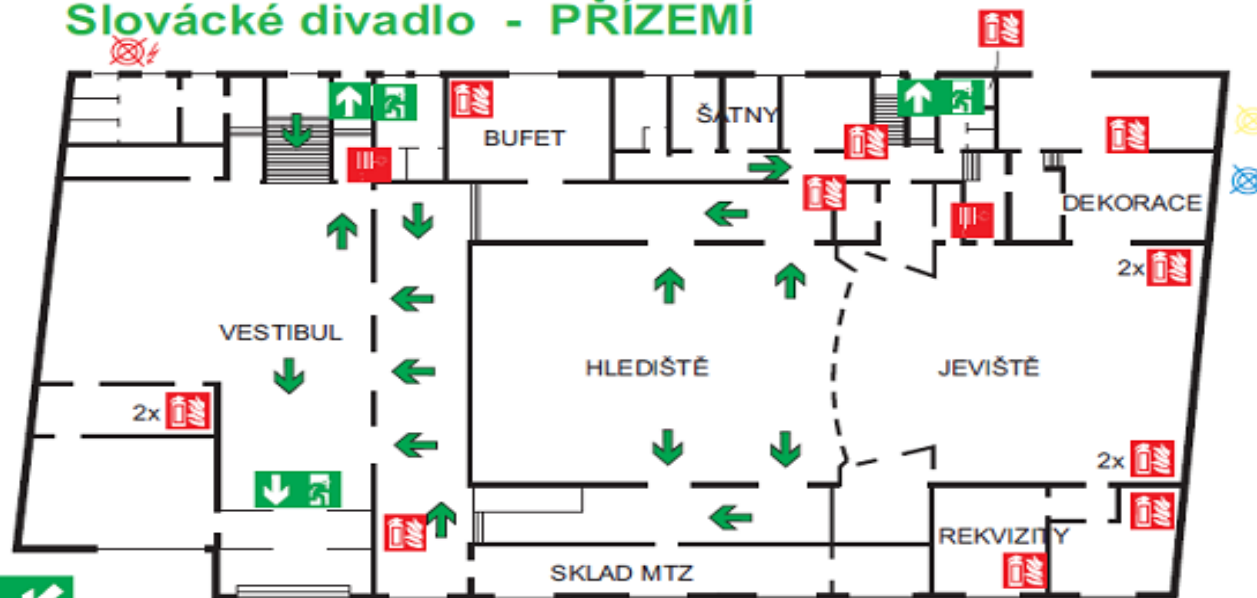 Slovácké divadlo - PŘÍZEMÍ
BUFET
ŠATNY
DEKORACE
2x
VESTIBUL
HLEDIŠTĚ
JEVIŠTĚ
2x
2x
REKVIZITY
SKLAD MTZ